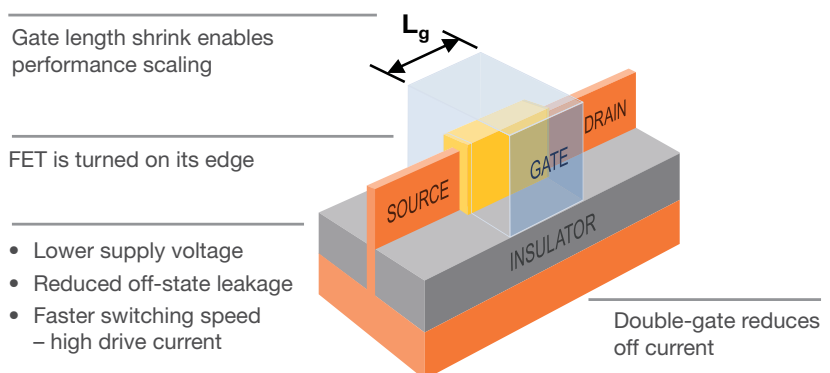 L₉
Gate length shrink enables
performance scaling
FET is turned on its edge
• Lower supply voltage
• Reduced off-state leakage
• Faster switching speed
– high drive current
SOURCE
GATE
DRAIN
INSULATOR
Double-gate reduces
off current